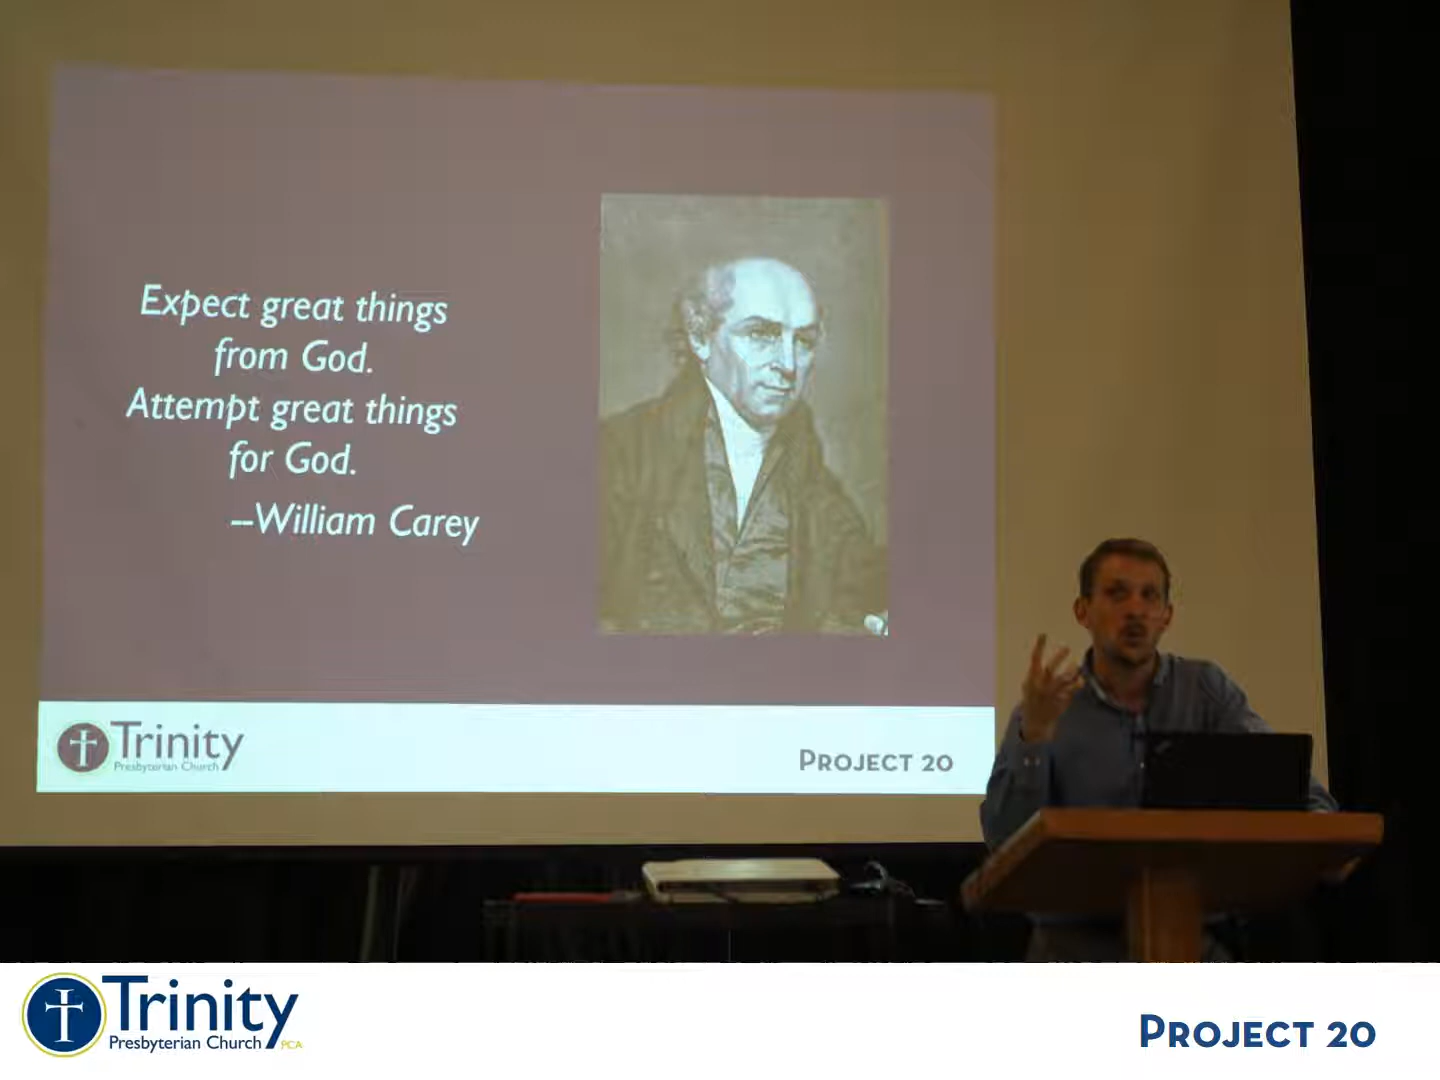 Expect great things
from God.
Attempt great things
for God.
--William Carey
Trinity
Presbyterian Church
PROJECT 20
Trinity
Presbyterian Church PCA
PROJECT 20